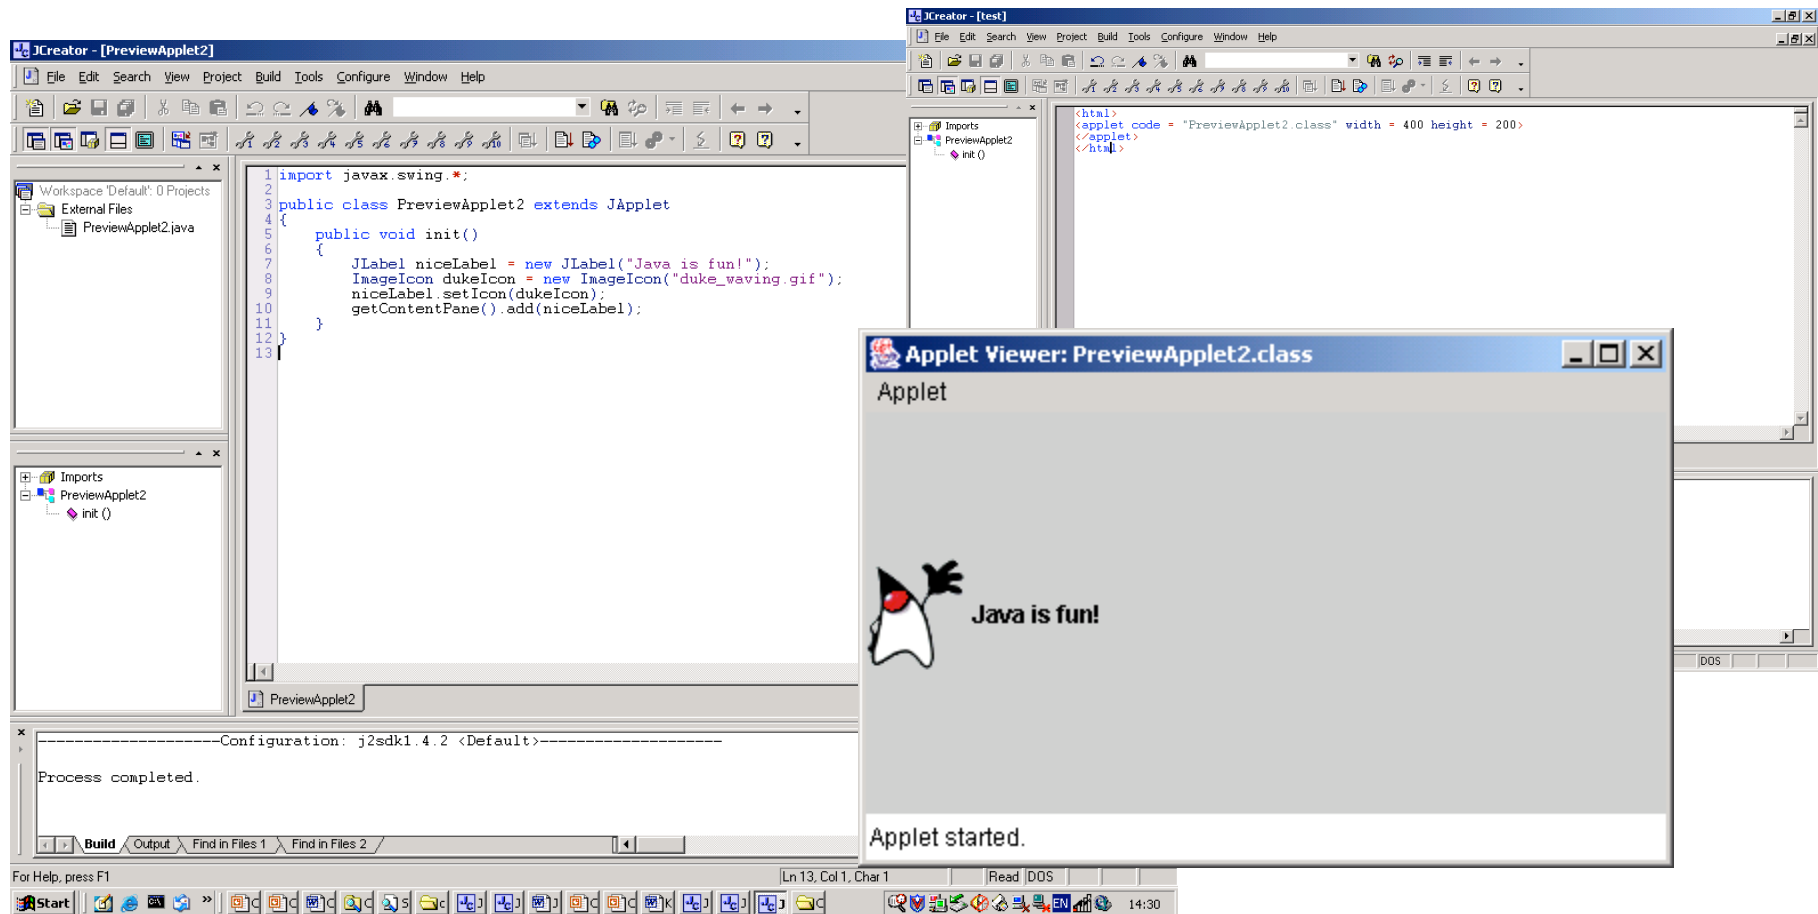 JCreator - [PreviewApplet2]
File Edit Search View Project Build Tools Configure Window Help
Workspace 'Default': 0 Projects
External Files
PreviewApplet2.java
1 import javax.swing.*;
2
3 public class PreviewApplet2 extends JApplet
4 {
5 public void init()
6 {
7 JLabel niceLabel = new JLabel("Java is fun!");
8 ImageIcon dukeIcon = new ImageIcon("duke_waving.gif");
9 niceLabel.setIcon(dukeIcon);
10 getContentPane().add(niceLabel);
11 }
12 }
13
Imports
PreviewApplet2
init ()
PreviewApplet2
--------------------Configuration: j2sdk1.4.2 <Default>--------------------
Process completed.
Build Output Find in Files 1 Find in Files 2
For Help, press F1
Ln 13, Col 1, Char 1 Read DOS
Start
EN 14:30
JCreator - [test]
File Edit Search View Project Build Tools Configure Window Help
Imports
PreviewApplet2
init ()
<html>
<applet code = "PreviewApplet2.class" width = 400 height = 200>
</applet>
</html>
DOS
Applet Viewer: PreviewApplet2.class
Applet
Java is fun!
Applet started.